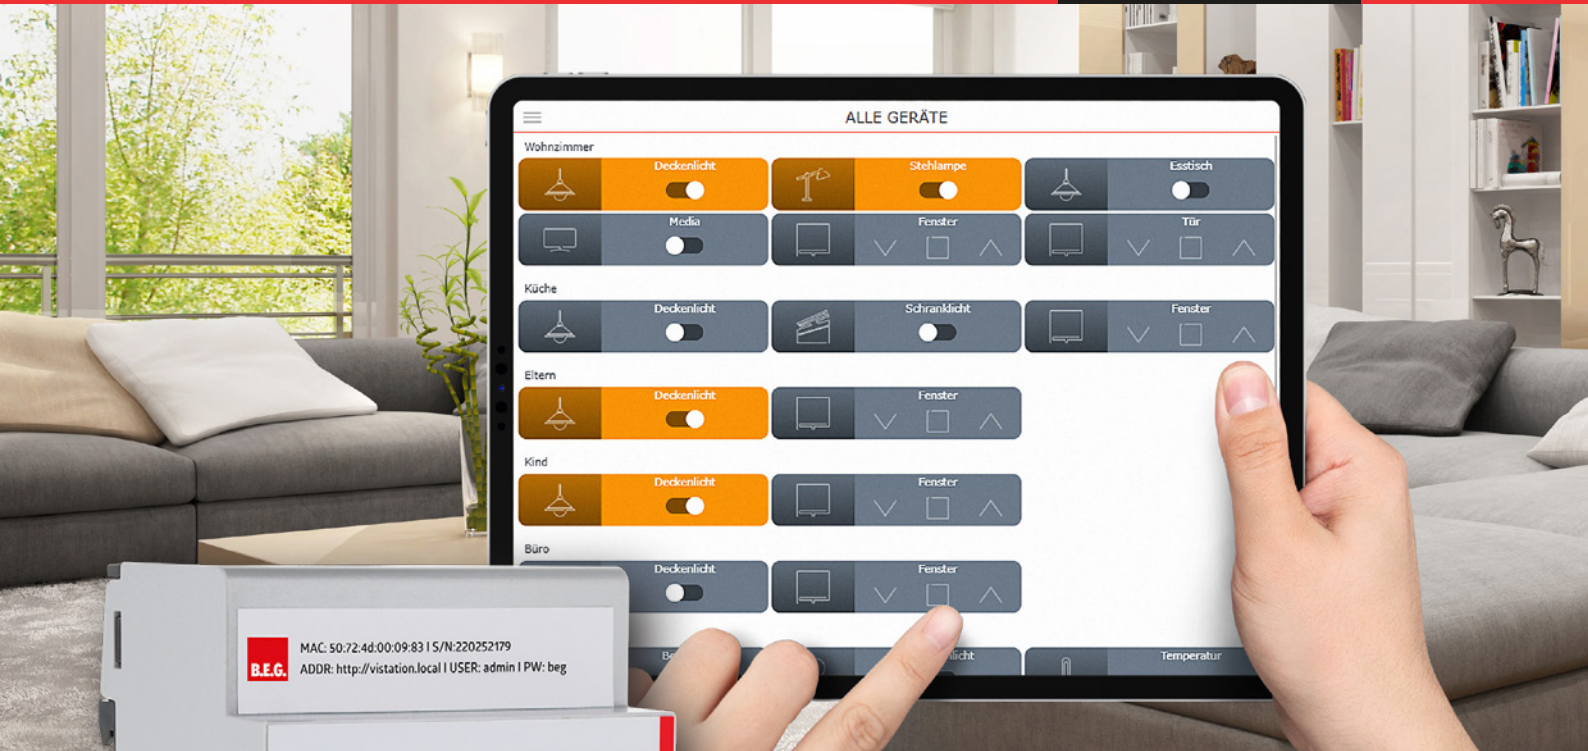 ALLE GERÄTE
Wohnzimmer
Deckenlicht
Stehlampe
Esstisch
Media
Fenster
Tür
Küche
Deckenlicht
Schranklicht
Fenster
Eltern
Deckenlicht
Fenster
Kind
Deckenlicht
Fenster
Büro
Deckenlicht
Fenster
Temperatur
B.E.G.
MAC: 50:72:4d:00:09:83 I S/N:220252179
ADDR: http://vistation.local I USER: admin I PW: beg